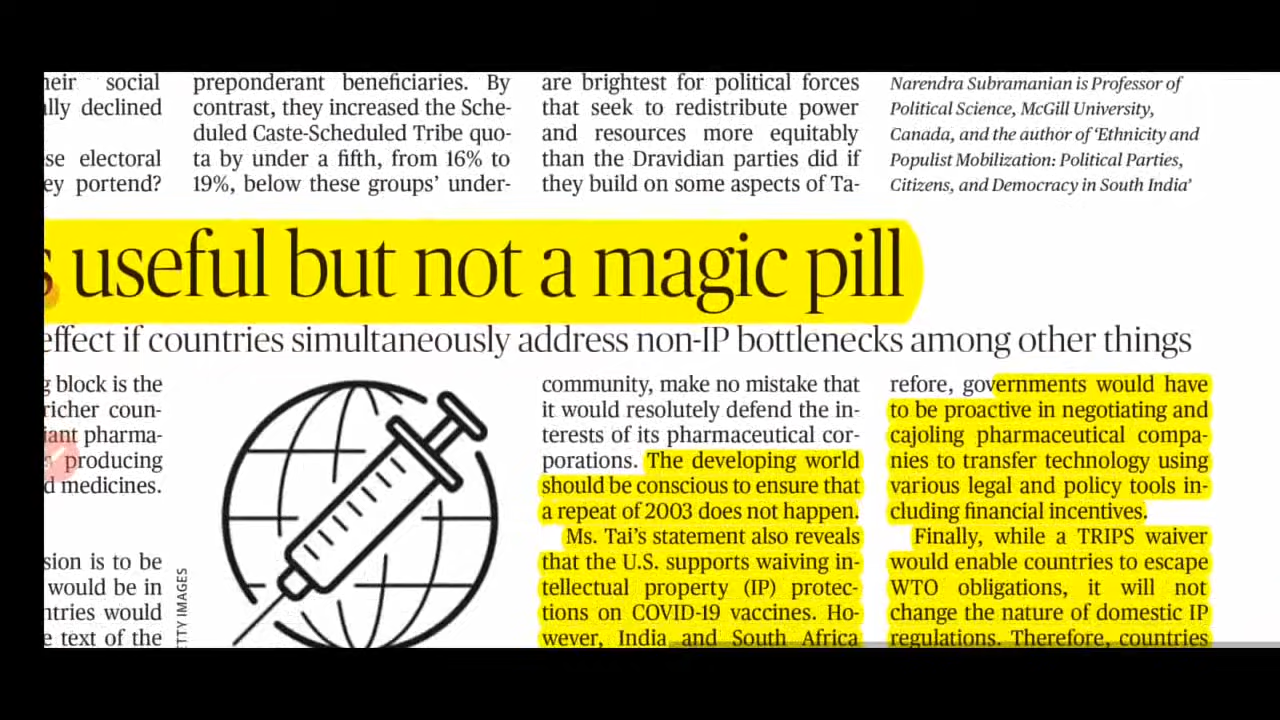 social
declined
electoral
portend?
preponderant beneficiaries. By
contrast, they increased the Sche-
duled Caste-Scheduled Tribe quo-
ta by under a fifth, from 16% to
19%, below these groups' under-
are brightest for political forces
that seek to redistribute power
and resources more equitably
than the Dravidian parties did if
they build on some aspects of Ta-
Narendra Subramanian is Professor of
Political Science, McGill University,
Canada, and the author of 'Ethnicity and
Populist Mobilization: Political Parties,
Citizens, and Democracy in South India'
useful but not a magic pill
effect if countries simultaneously address non-IP bottlenecks among other things
block is the
richer coun-
pharma-
producing
medicines.
is to be
would be in
would
text of the
community, make no mistake that
it would resolutely defend the in-
terests of its pharmaceutical cor-
porations. The developing world
should be conscious to ensure that
a repeat of 2003 does not happen.
Ms. Tai's statement also reveals
that the U.S. supports waiving in-
tellectual property (IP) protec-
tions on COVID-19 vaccines. Ho-
wever, India and South Africa
refore, governments would have
to be proactive in negotiating and
cajoling pharmaceutical compa-
nies to transfer technology using
various legal and policy tools in-
cluding financial incentives.
Finally, while a TRIPS waiver
would enable countries to escape
WTO obligations, it will not
change the nature of domestic IP
regulations. Therefore, countries
IMAGES